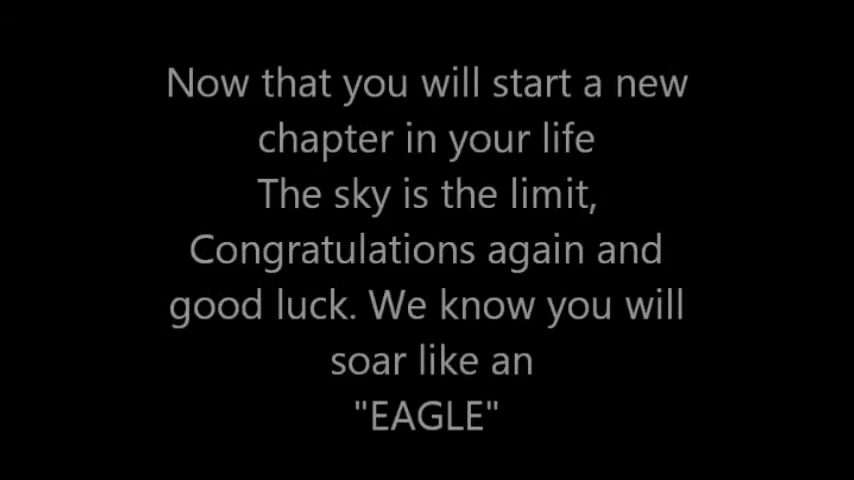 Now that you will start a new
chapter in your life
The sky is the limit,
Congratulations again and
good luck. We know you will
soar like an
"EAGLE"